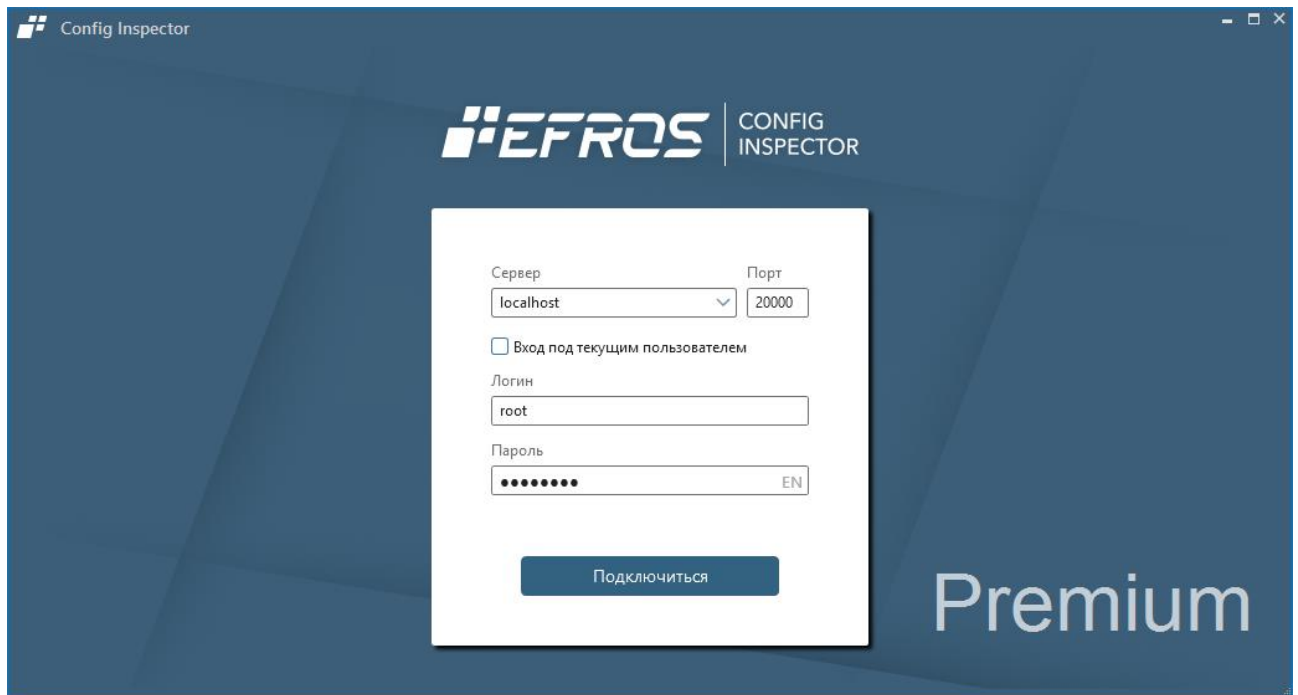 Config Inspector
EFROS
CONFIG
INSPECTOR
Сервер
Порт
localhost
20000
Вход под текущим пользователем
Логин
root
Пароль
••••••••
EN
Подключиться
Premium